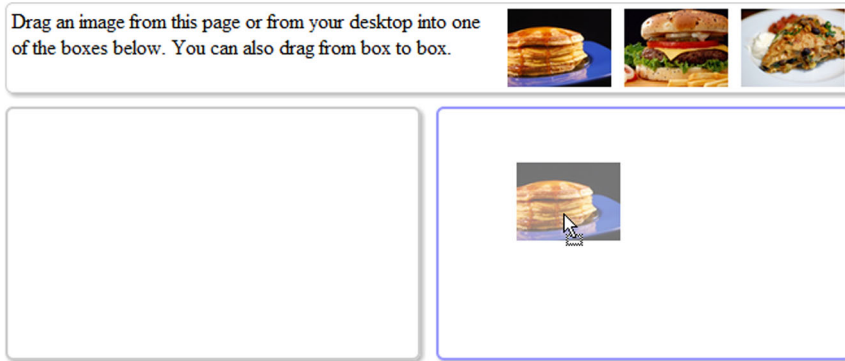 Drag an image from this page or from your desktop into one
of the boxes below. You can also drag from box to box.